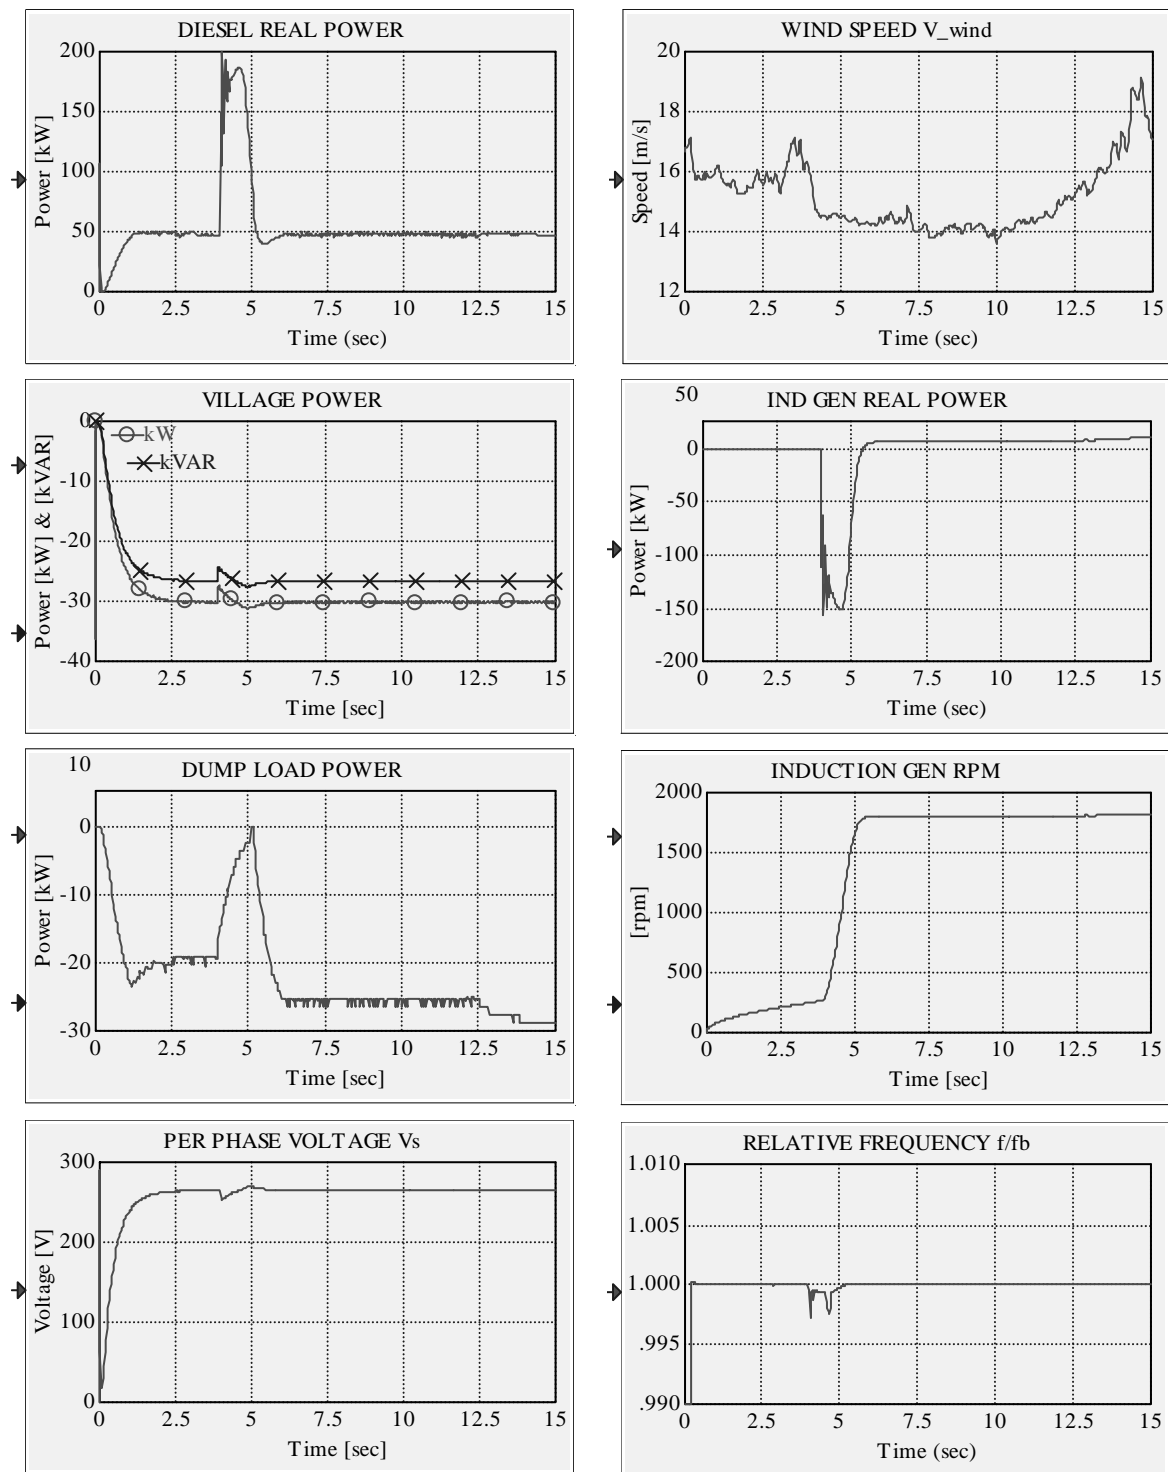 DIESEL REAL POWER
200
150
100
50
0
Power [kW]
0 2.5 5 7.5 10 12.5 15
Time (sec)
WIND SPEED V_wind
20
18
16
14
12
Speed [m/s]
0 2.5 5 7.5 10 12.5 15
Time (sec)
VILLAGE POWER
0
-10
-20
-30
-40
Power [kW] & [kVAR]
kW
kVAR
0 2.5 5 7.5 10 12.5 15
Time [sec]
50
IND GEN REAL POWER
0
-50
-100
-150
-200
Power [kW]
0 2.5 5 7.5 10 12.5 15
Time (sec)
10
DUMP LOAD POWER
0
-10
-20
-30
Power [kW]
0 2.5 5 7.5 10 12.5 15
Time [sec]
INDUCTION GEN RPM
2000
1500
1000
500
0
[rpm]
0 2.5 5 7.5 10 12.5 15
Time [sec]
PER PHASE VOLTAGE Vs
300
200
100
0
Voltage [V]
0 2.5 5 7.5 10 12.5 15
Time [sec]
RELATIVE FREQUENCY f/fb
1.010
1.005
1.000
0.995
.990
0 2.5 5 7.5 10 12.5 15
Time (sec)